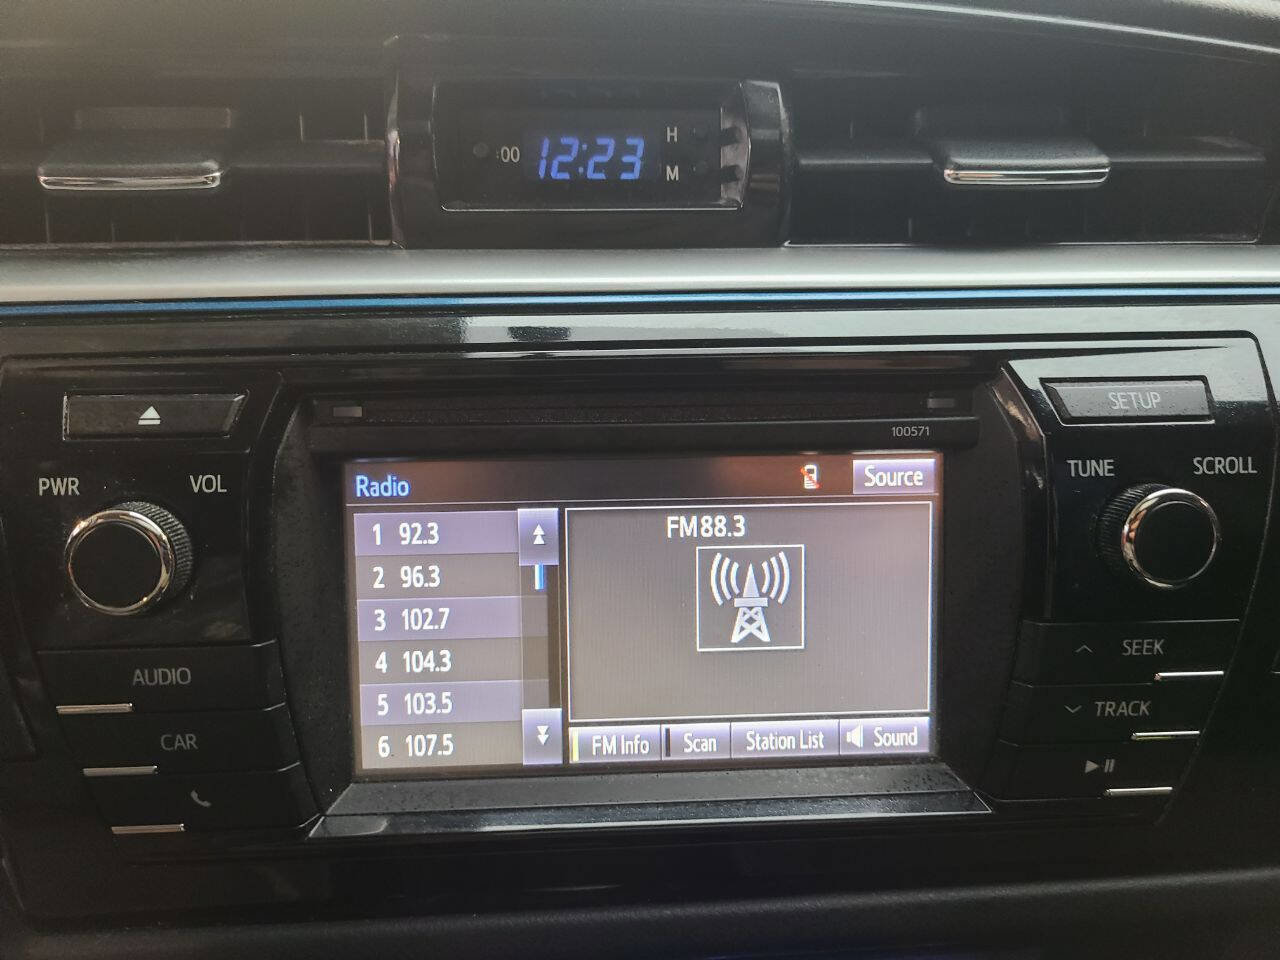 :00 12:23 H
M
100571
SETUP
PWR VOL
TUNE SCROLL
Radio Source
1 92.3
2 96.3
3 102.7
4 104.3
5 103.5
6 107.5
FM88.3
FM Info Scan Station List Sound
AUDIO
CAR
SEEK
TRACK